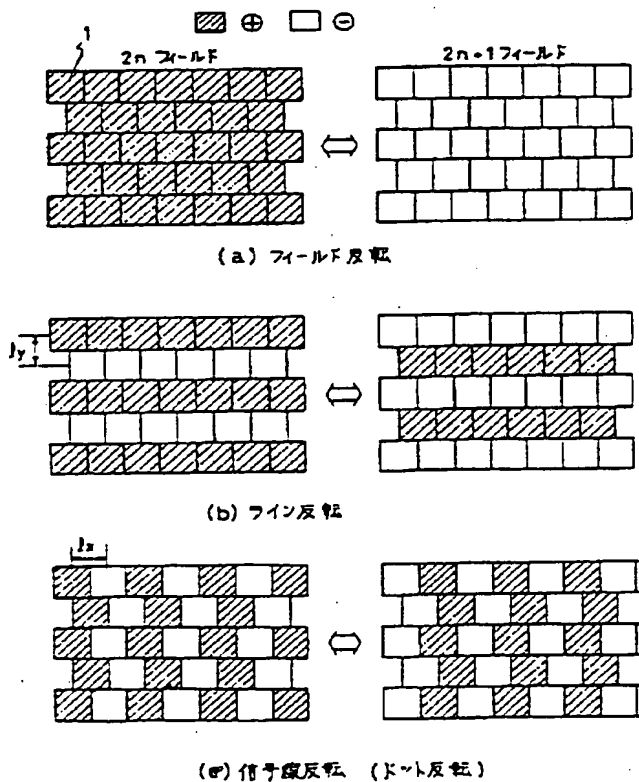 ⊕ ⊖
1
2n フィールド
2n+1 フィールド
(a) フィールド反転
ly
(b) ライン反転
lx
(c) 信号線反転 (ドット反転)